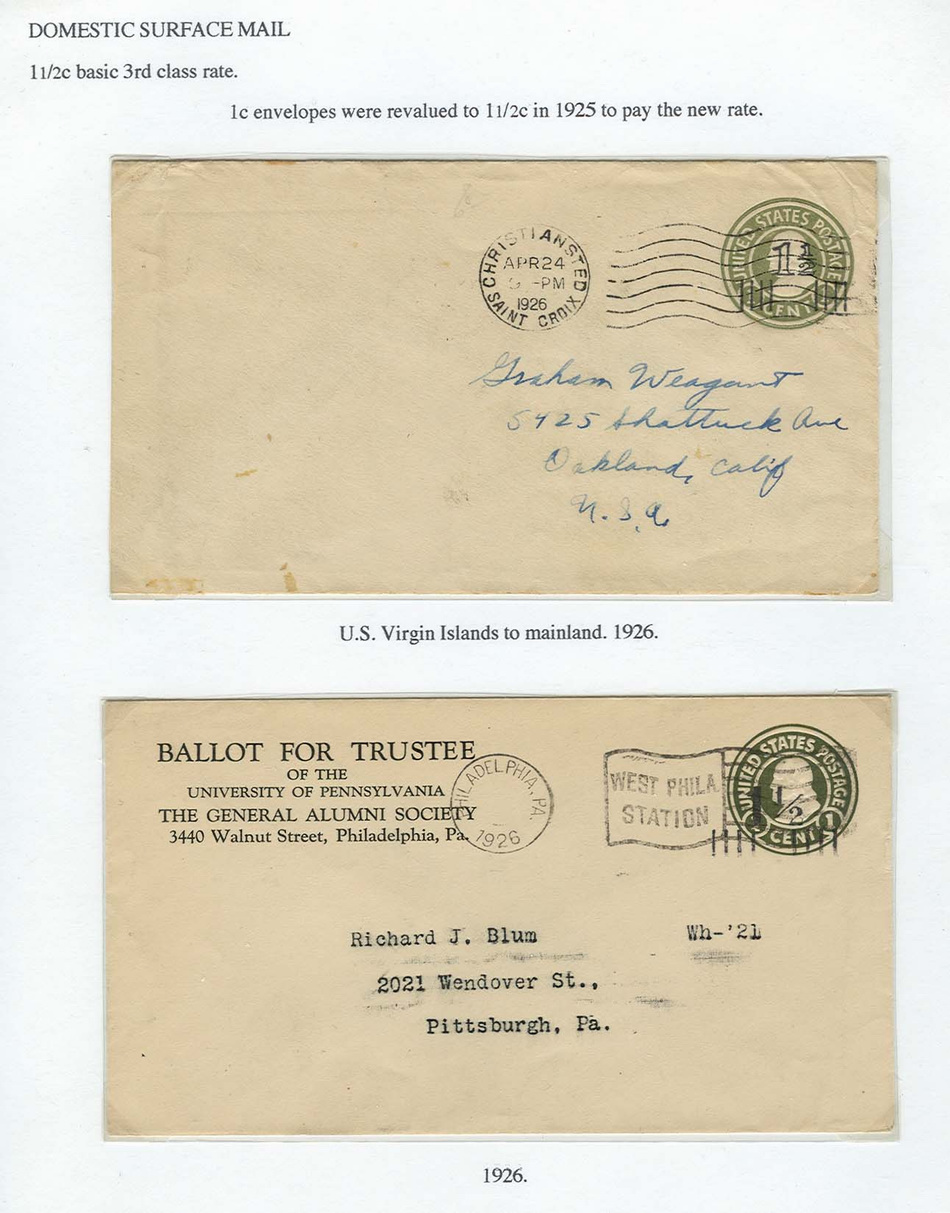 DOMESTIC SURFACE MAIL
11/2c basic 3rd class rate.
1c envelopes were revalued to 11/2c in 1925 to pay the new rate.
CHRISTIANSTED
APR 24
-PM
1926
SAINT CROIX
UNITED STATES POSTAGE
1½
CENT
Graham Weagant
5425 Shattuck Ave
Oakland, Calif
U.S.A.
U.S. Virgin Islands to mainland. 1926.
BALLOT FOR TRUSTEE
OF THE
UNIVERSITY OF PENNSYLVANIA
THE GENERAL ALUMNI SOCIETY
3440 Walnut Street, Philadelphia, Pa.
PHILADELPHIA, PA.
1926
WEST PHILA.
STATION
UNITED STATES POSTAGE
1½
CENT 1
Richard J. Blum Wh-'21
2021 Wendover St.,
Pittsburgh, Pa.
1926.